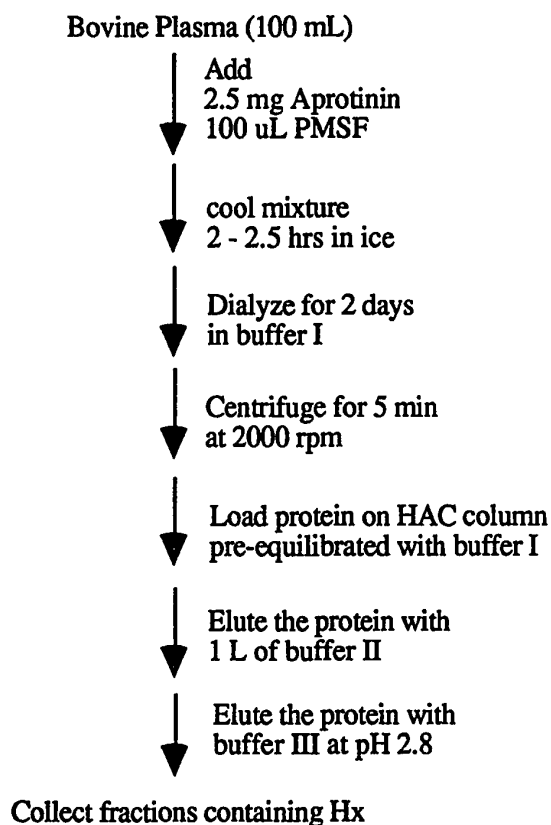 Bovine Plasma (100 mL)
Add
2.5 mg Aprotinin
100 uL PMSF
cool mixture
2 - 2.5 hrs in ice
Dialyze for 2 days
in buffer I
Centrifuge for 5 min
at 2000 rpm
Load protein on HAC column
pre-equilibrated with buffer I
Elute the protein with
1 L of buffer II
Elute the protein with
buffer III at pH 2.8
Collect fractions containing Hx